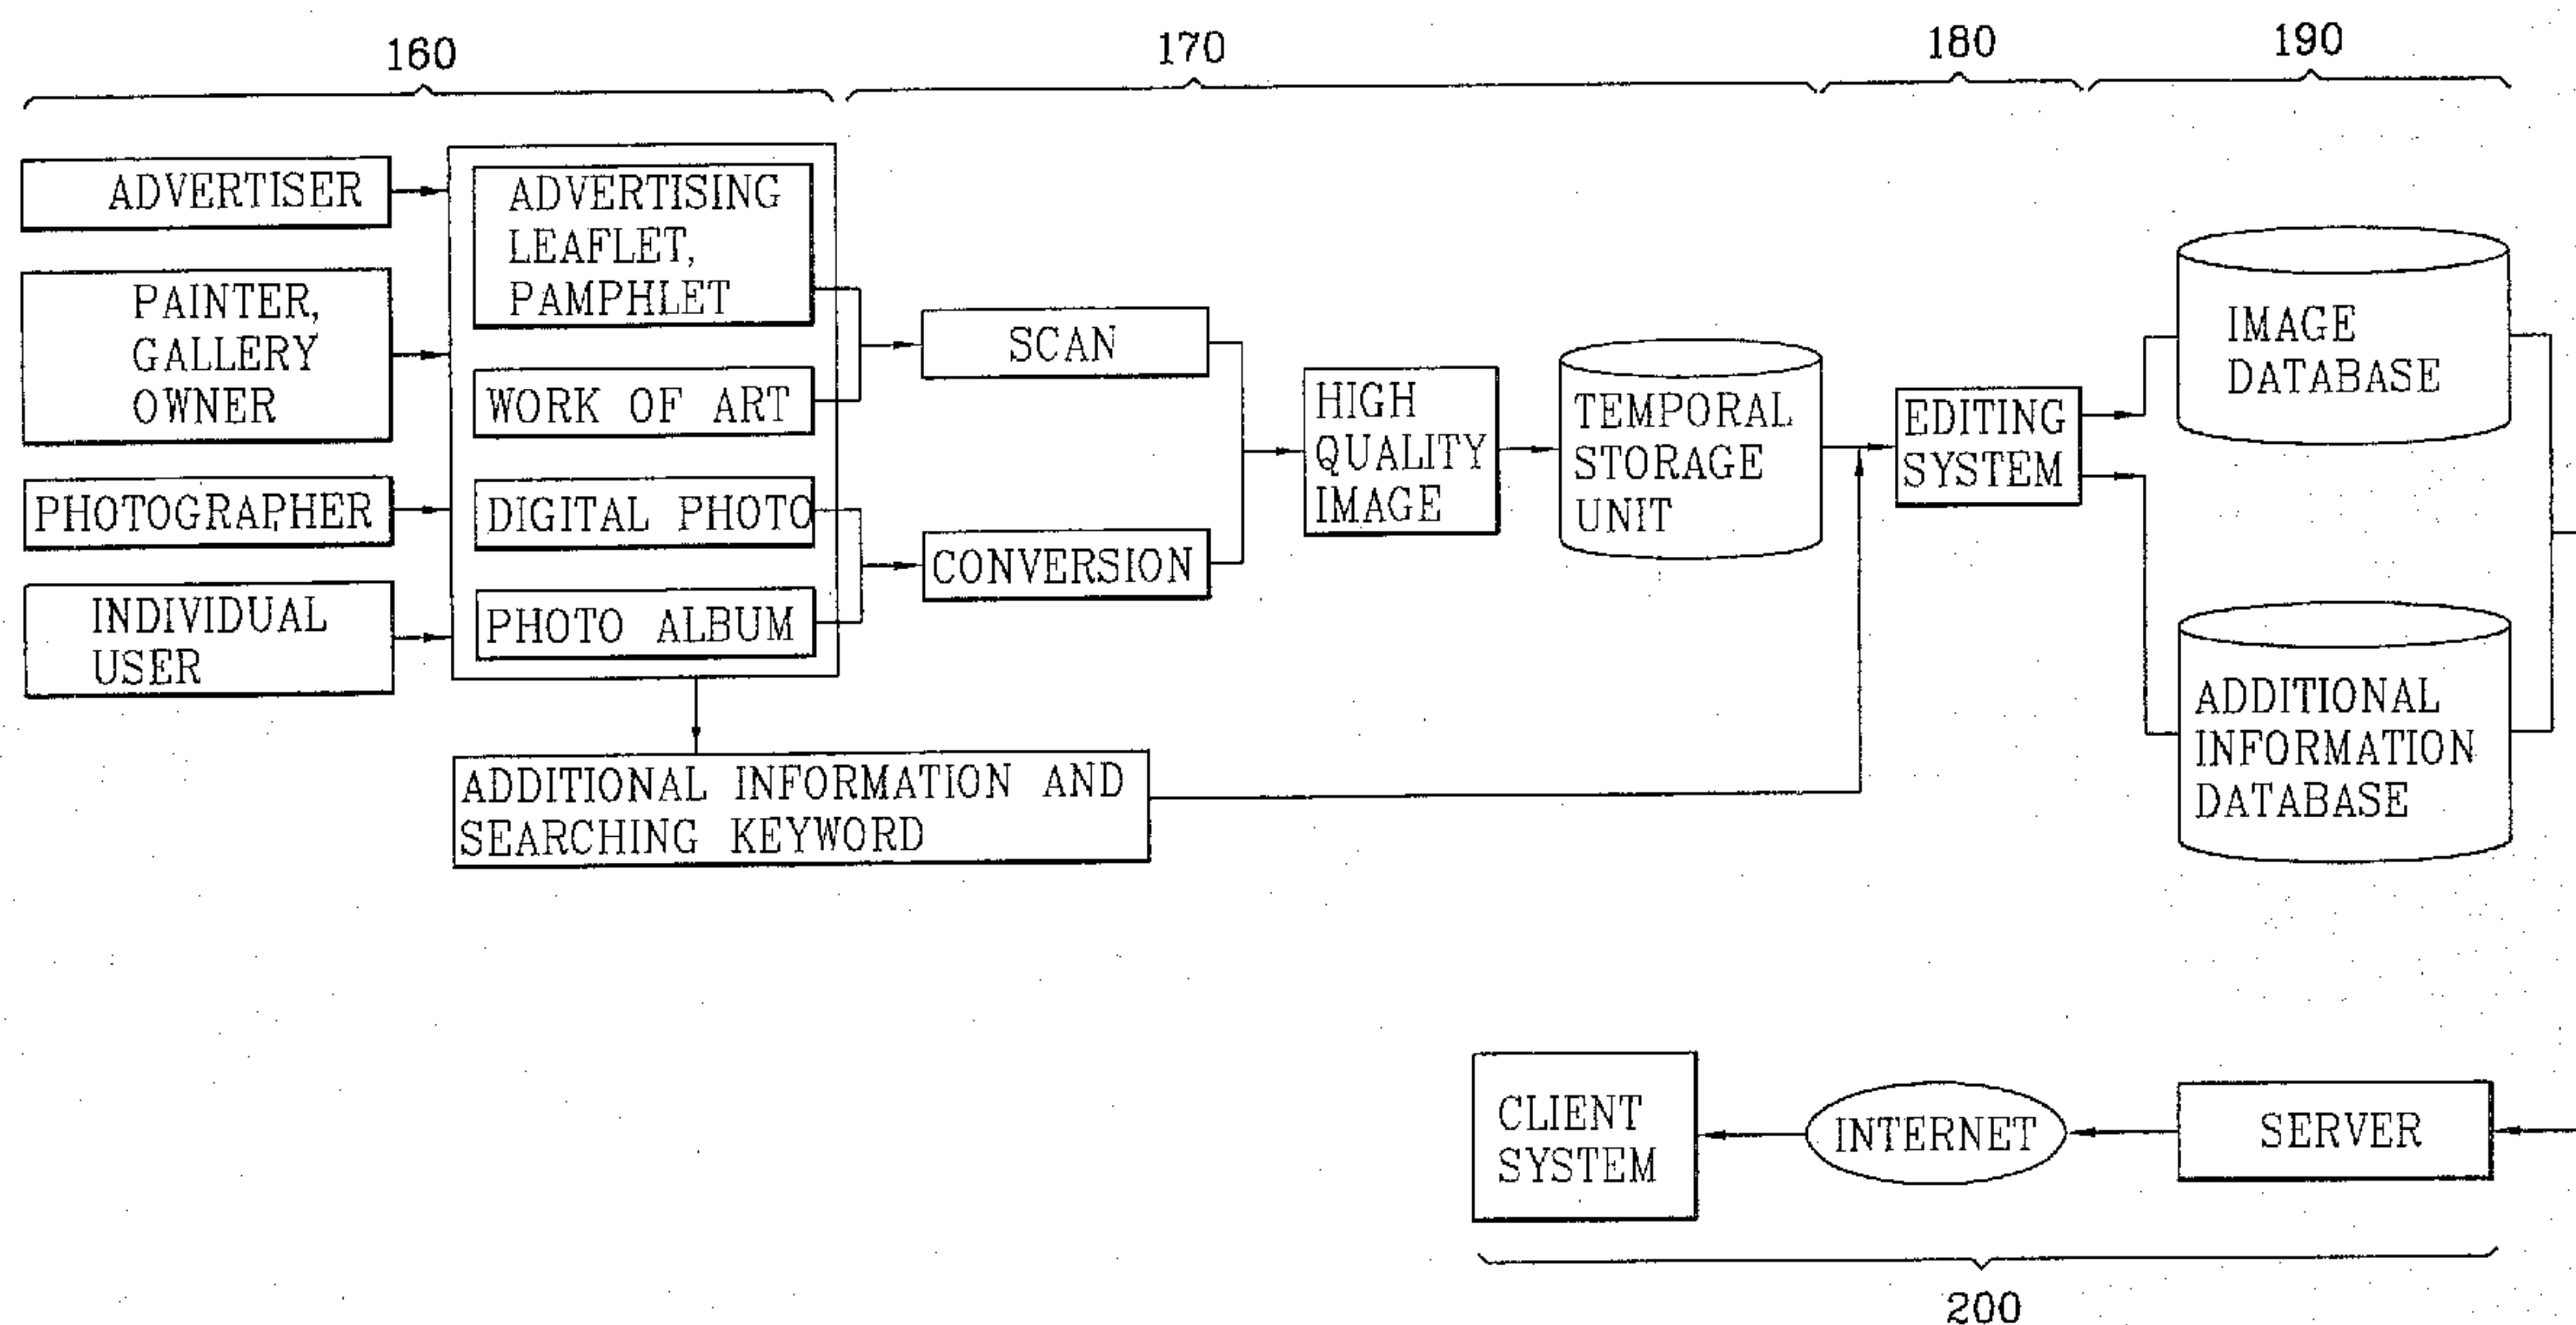 160
170
180
190
ADVERTISER
PAINTER,
GALLERY
OWNER
PHOTOGRAPHER
INDIVIDUAL
USER
ADVERTISING
LEAFLET,
PAMPHLET
WORK OF ART
DIGITAL PHOTO
PHOTO ALBUM
ADDITIONAL INFORMATION AND
SEARCHING KEYWORD
SCAN
CONVERSION
HIGH
QUALITY
IMAGE
TEMPORAL
STORAGE
UNIT
EDITING
SYSTEM
IMAGE
DATABASE
ADDITIONAL
INFORMATION
DATABASE
CLIENT
SYSTEM
INTERNET
SERVER
200